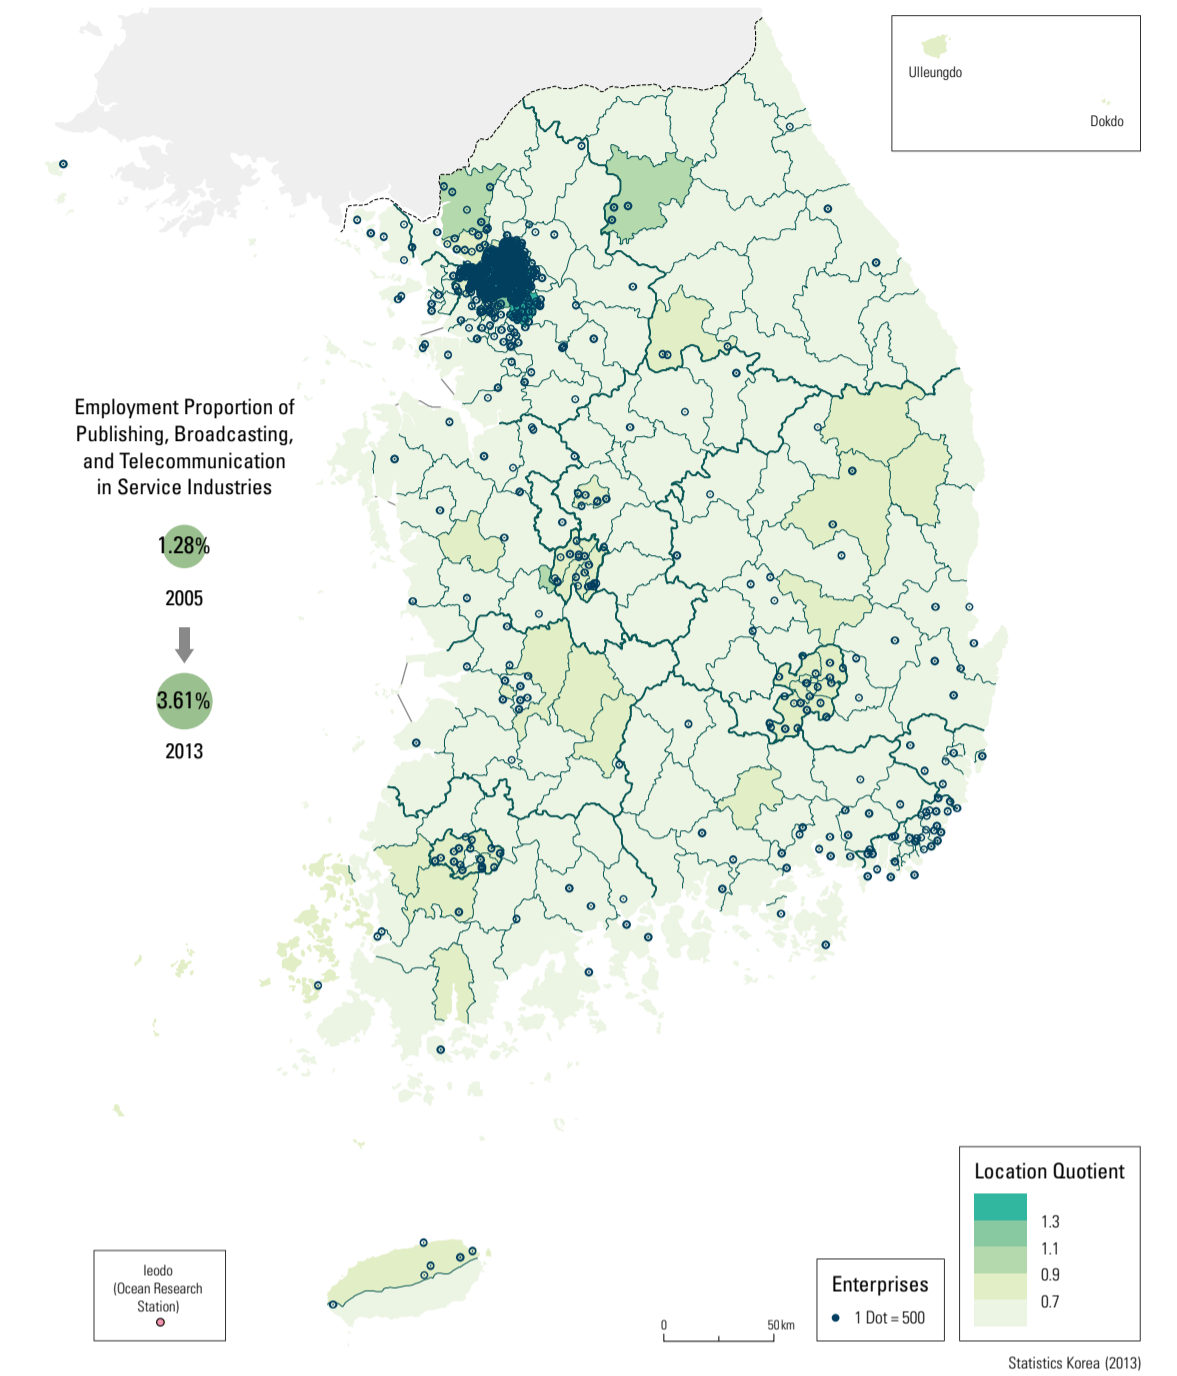 Ulleungdo
Dokdo
Employment Proportion of
Publishing, Broadcasting,
and Telecommunication
in Service Industries
1.28%
2005
3.61%
2013
Ieodo
(Ocean Research
Station)
0
50 km
Enterprises
1 Dot = 500
Location Quotient
1.3
1.1
0.9
0.7
Statistics Korea (2013)